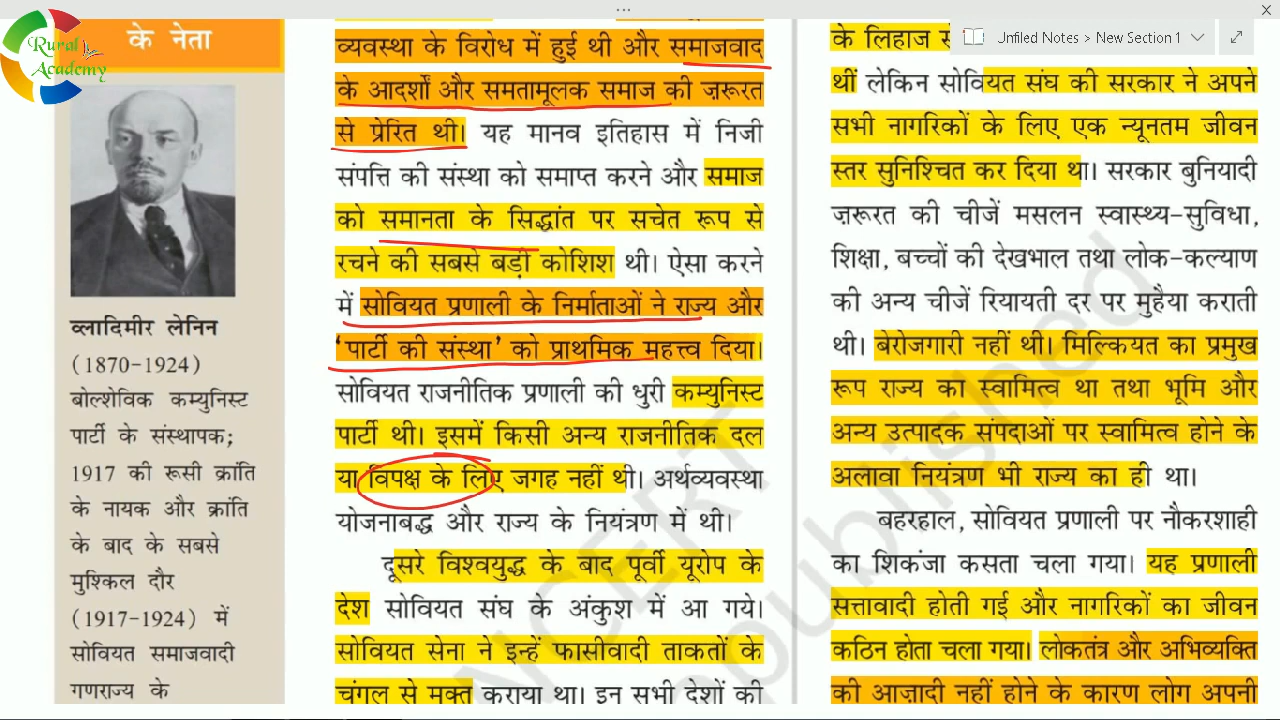 Rural
Academy
के नेता
व्लादिमीर लेनिन
(1870-1924)
बोल्शेविक कम्युनिस्ट
पार्टी के संस्थापक;
1917 की रूसी क्रांति
के नायक और क्रांति
के बाद के सबसे
मुश्किल दौर
(1917-1924) में
सोवियत समाजवादी
गणराज्य के
व्यवस्था के विरोध में हुई थी और समाजवाद
के आदर्शों और समतामूलक समाज की ज़रूरत
से प्रेरित थी। यह मानव इतिहास में निजी
संपत्ति की संस्था को समाप्त करने और समाज
को समानता के सिद्धांत पर सचेत रूप से
रचने की सबसे बड़ी कोशिश थी। ऐसा करने
में सोवियत प्रणाली के निर्माताओं ने राज्य और
'पार्टी की संस्था' को प्राथमिक महत्त्व दिया।
सोवियत राजनीतिक प्रणाली की धुरी कम्युनिस्ट
पार्टी थी। इसमें किसी अन्य राजनीतिक दल
या विपक्ष के लिए जगह नहीं थी। अर्थव्यवस्था
योजनाबद्ध और राज्य के नियंत्रण में थी।
दूसरे विश्वयुद्ध के बाद पूर्वी यूरोप के
देश सोवियत संघ के अंकुश में आ गये।
सोवियत सेना ने इन्हें फासीवादी ताकतों के
चंगल से मुक्त कराया था। इन सभी देशों की
के लिहाज से
Unfiled Notes > New Section 1
थीं लेकिन सोवियत संघ की सरकार ने अपने
सभी नागरिकों के लिए एक न्यूनतम जीवन
स्तर सुनिश्चित कर दिया था। सरकार बुनियादी
ज़रूरत की चीजें मसलन स्वास्थ्य-सुविधा,
शिक्षा, बच्चों की देखभाल तथा लोक-कल्याण
की अन्य चीजें रियायती दर पर मुहैया कराती
थी। बेरोजगारी नहीं थी। मिल्कियत का प्रमुख
रूप राज्य का स्वामित्व था तथा भूमि और
अन्य उत्पादक संपदाओं पर स्वामित्व होने के
अलावा नियंत्रण भी राज्य का ही था।
बहरहाल, सोवियत प्रणाली पर नौकरशाही
का शिकंजा कसता चला गया। यह प्रणाली
सत्तावादी होती गई और नागरिकों का जीवन
कठिन होता चला गया। लोकतंत्र और अभिव्यक्ति
की आज़ादी नहीं होने के कारण लोग अपनी